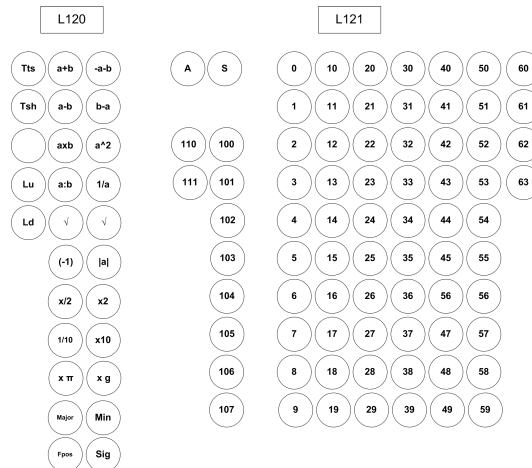 L120 L121
Tts a+b -a-b A S 0 10 20 30 40 50 60
Tsh a-b b-a 1 11 21 31 41 51 61
axb a^2 110 100 2 12 22 32 42 52 62
Lu a:b 1/a 111 101 3 13 23 33 43 53 63
Ld √ √ 102 4 14 24 34 44 54
(-1) |a| 103 5 15 25 35 45 55
x/2 x2 104 6 16 26 36 56 56
1/10 x10 105 7 17 27 37 47 57
x π x g 106 8 18 28 38 48 58
Major Min 107 9 19 29 39 49 59
Fpos Sig